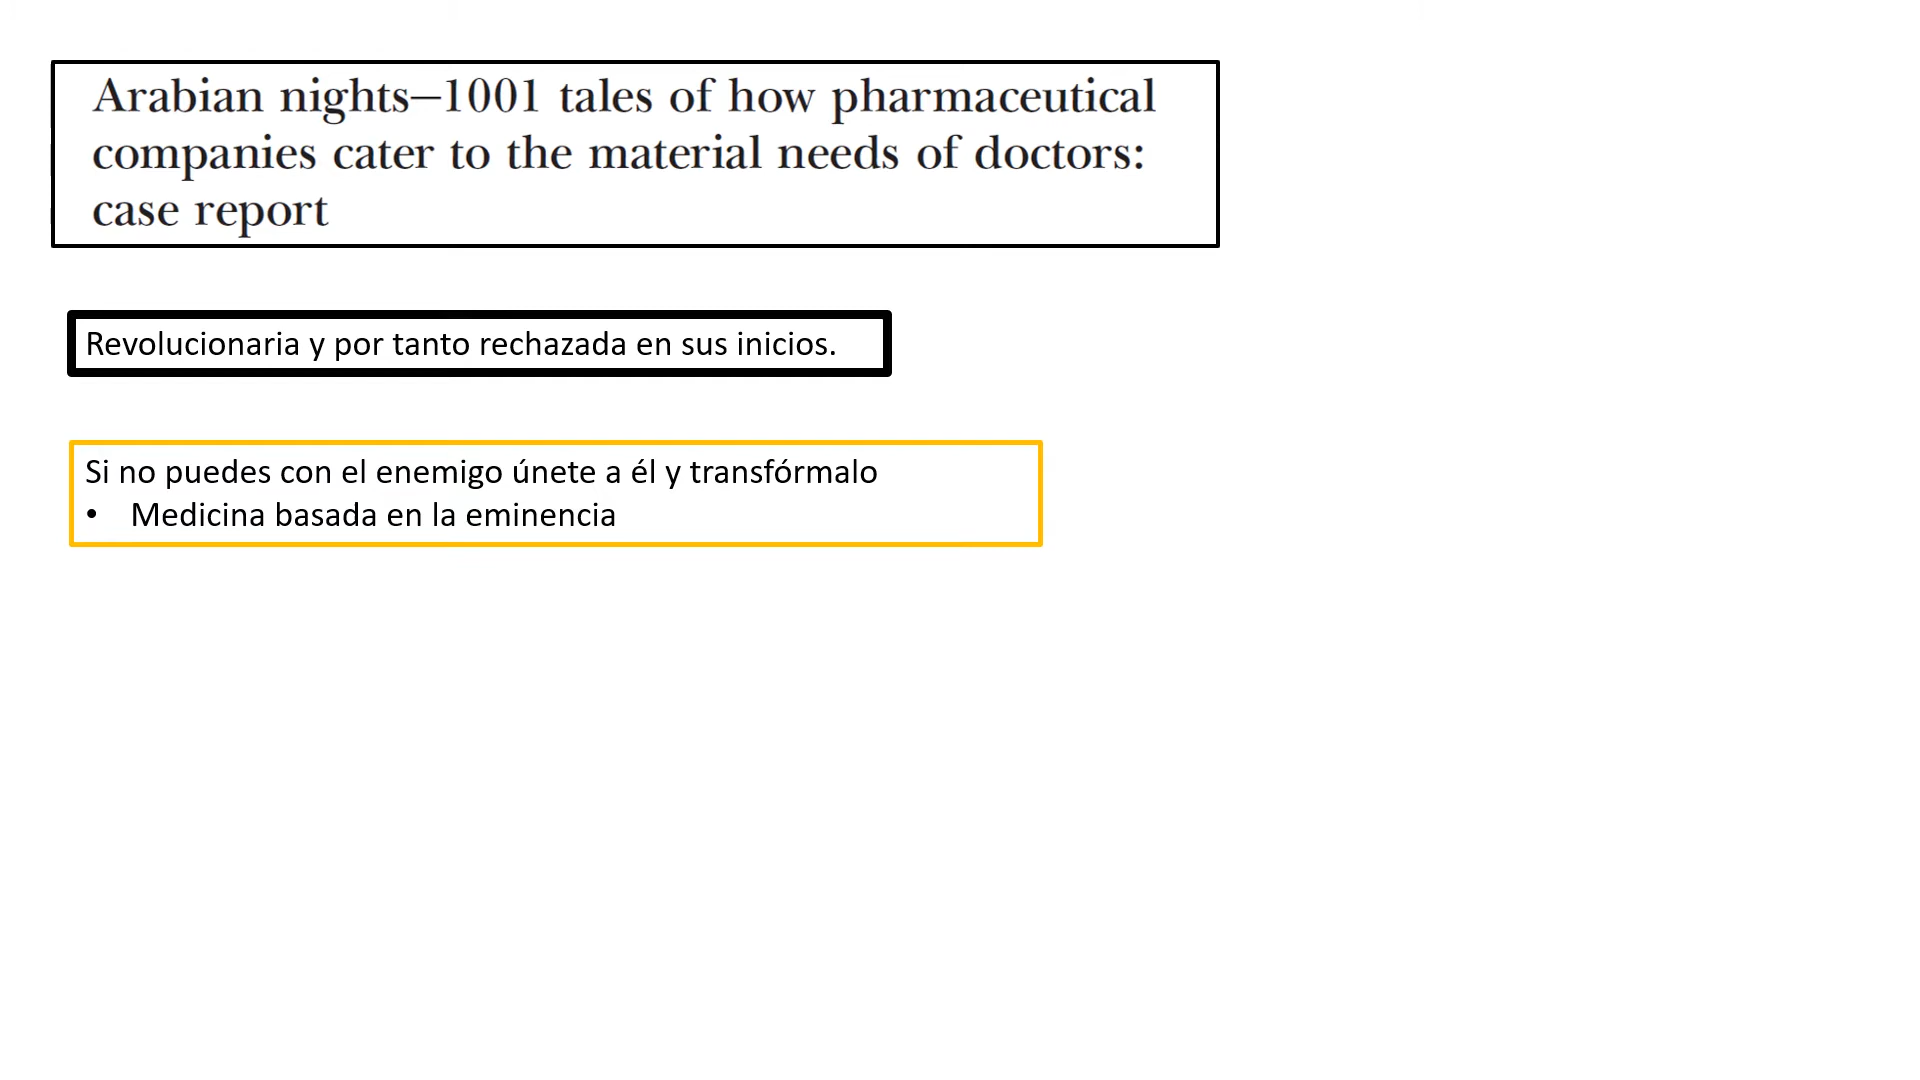 Arabian nights—1001 tales of how pharmaceutical
companies cater to the material needs of doctors:
case report
Revolucionaria y por tanto rechazada en sus inicios.
Si no puedes con el enemigo únete a él y transfórmalo
• Medicina basada en la eminencia